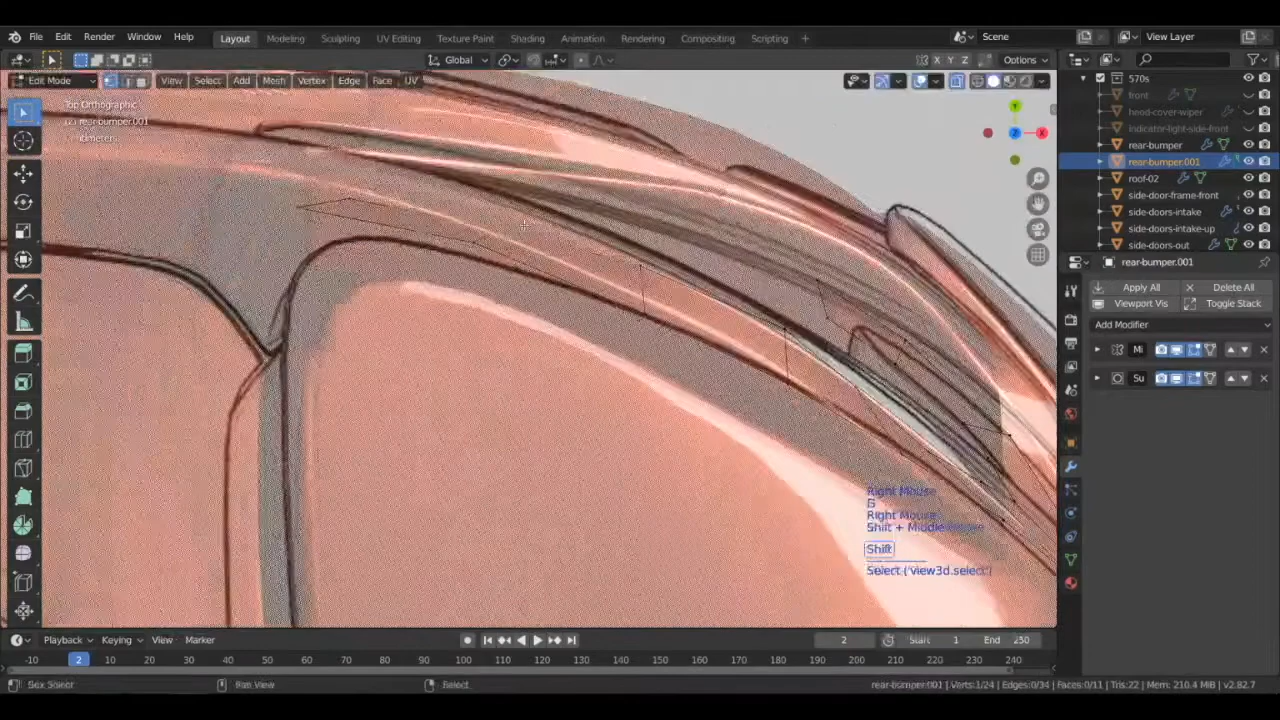 File Edit Render Window Help Layout Modeling Sculpting UV Editing Texture Paint Shading Animation Rendering Compositing Scripting + Scene View Layer
Global X Y Z Options
Edit Mode View Select Add Mesh Vertex Edge Face UV
Top Orthographic
rear-bumper.001
570s
front
head-cover-wiper
indicator-light-side-front
rear-bumper
rear-bumper.001
roof-02
side-door-frame-front
side-doors-intake
side-doors-intake-up
side-doors-out
rear-bumper.001
Apply All Delete All
Viewport Vis Toggle Stack
Add Modifier
Mi
Su
Right Mouse
G
Right Mouse
Shift + Middle Mouse
Shift
Select ('view3d.select')
Playback Keying View Marker 2 Start 1 End 250
-10 2 10 20 30 40 50 60 70 80 90 100 110 120 130 140 150 160 170 180 190 200 210 220 230 240
Box Select Pan View Select rear-bumper.001 | Verts:1/24 | Edges:0/34 | Faces:0/11 | Tris:22 | Mem: 210.4 MiB | v2.82.7